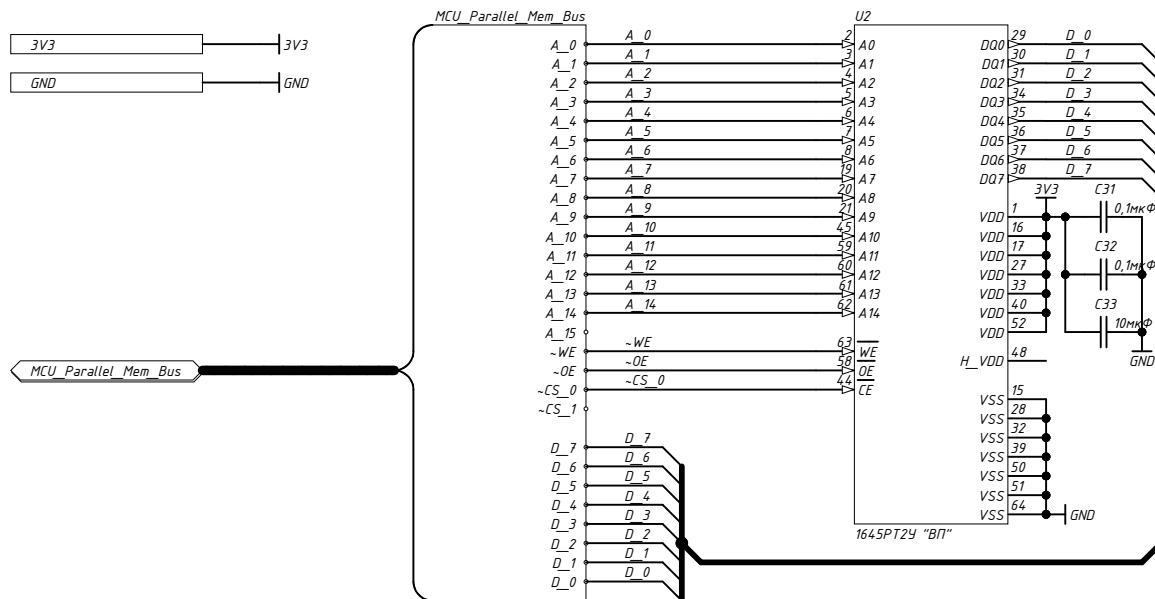 MCU_Parallel_Mem_Bus
U2
3V3
3V3
GND
GND
A_0 A_0 2 A0
A_1 A_1 3 A1
A_2 A_2 4 A2
A_3 A_3 5 A3
A_4 A_4 6 A4
A_5 A_5 7 A5
A_6 A_6 8 A6
A_7 A_7 19 A7
A_8 A_8 20 A8
A_9 A_9 21 A9
A_10 A_10 45 A10
A_11 A_11 59 A11
A_12 A_12 60 A12
A_13 A_13 61 A13
A_14 A_14 62 A14
A_15
~WE ~WE 63 WE
~OE ~OE 58 OE
~CS_0 ~CS_0 44 CE
~CS_1
D_7 D_7
D_6 D_6
D_5 D_5
D_4 D_4
D_3 D_3
D_2 D_2
D_1 D_1
D_0 D_0
MCU_Parallel_Mem_Bus
DQ0 29 D_0
DQ1 30 D_1
DQ2 31 D_2
DQ3 34 D_3
DQ4 35 D_4
DQ5 36 D_5
DQ6 37 D_6
DQ7 38 D_7
3V3
VDD 1
VDD 16
VDD 17
VDD 27
VDD 33
VDD 40
VDD 52
H_VDD 48
C31
0,1мкФ
C32
0,1мкФ
C33
10мкФ
GND
VSS 15
VSS 28
VSS 32
VSS 39
VSS 50
VSS 51
VSS 64
GND
1645РТ2У "ВП"